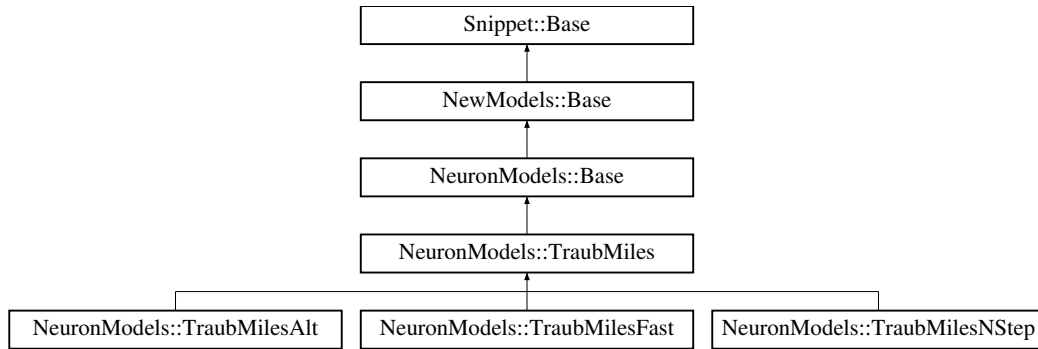 Snippet::Base
NewModels::Base
NeuronModels::Base
NeuronModels::TraubMiles
NeuronModels::TraubMilesAlt
NeuronModels::TraubMilesFast
NeuronModels::TraubMilesNStep